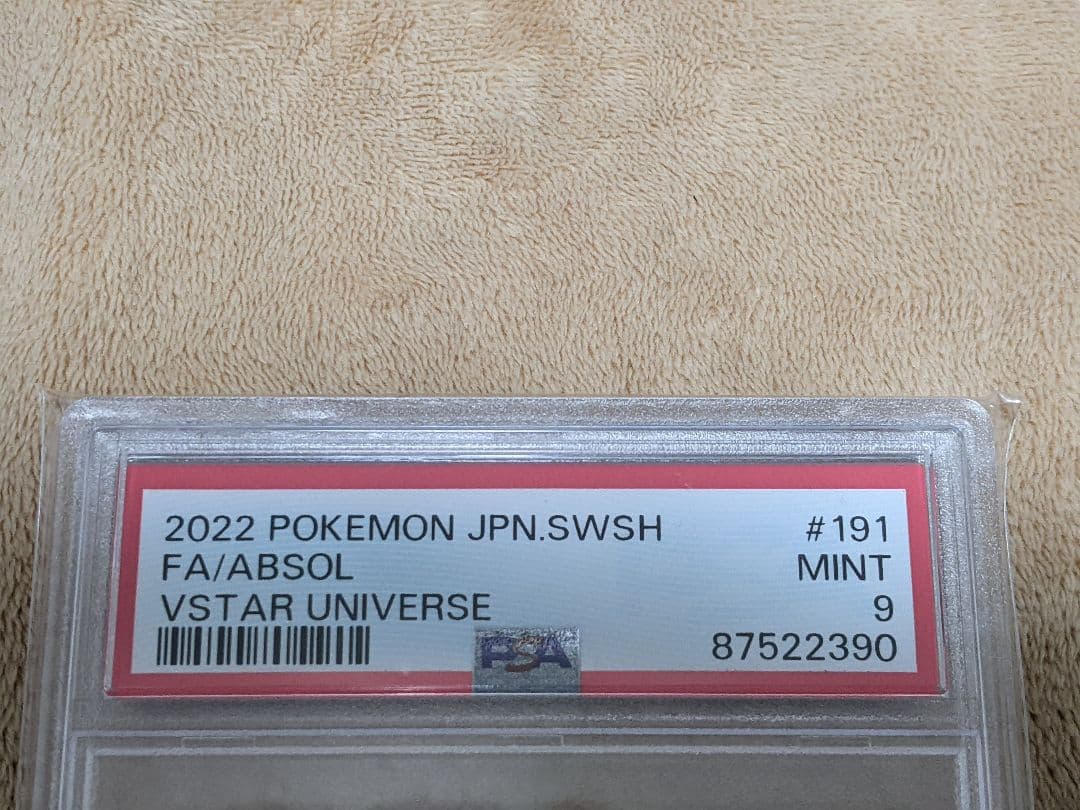 2022 POKEMON JPN.SWSH #191
FA/ABSOL MINT
VSTAR UNIVERSE 9
PSA 87522390